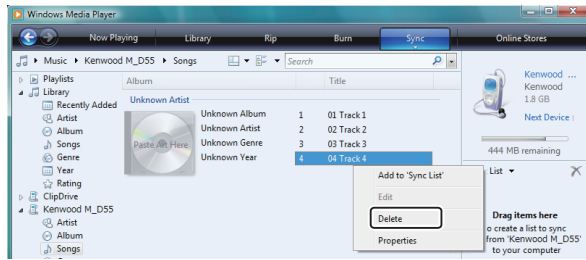 Windows Media Player
Now Playing Library Rip Burn Sync Online Stores
Music Kenwood M_D55 Songs Search
Kenwood ...
Kenwood
1.8 GB
Next Device
444 MB remaining
Playlists
Library
Recently Added
Artist
Album
Songs
Genre
Year
Rating
ClipDrive
Kenwood M_D55
Artist
Album
Songs
Album Title
Unknown Artist
Paste Art Here
Unknown Album 1 01 Track 1
Unknown Artist 2 02 Track 2
Unknown Genre 3 03 Track 3
Unknown Year 4 04 Track 4
Add to 'Sync List'
Edit
Delete
Properties
List
Drag items here
o create a list to sync
from 'Kenwood M_D55'
to your computer